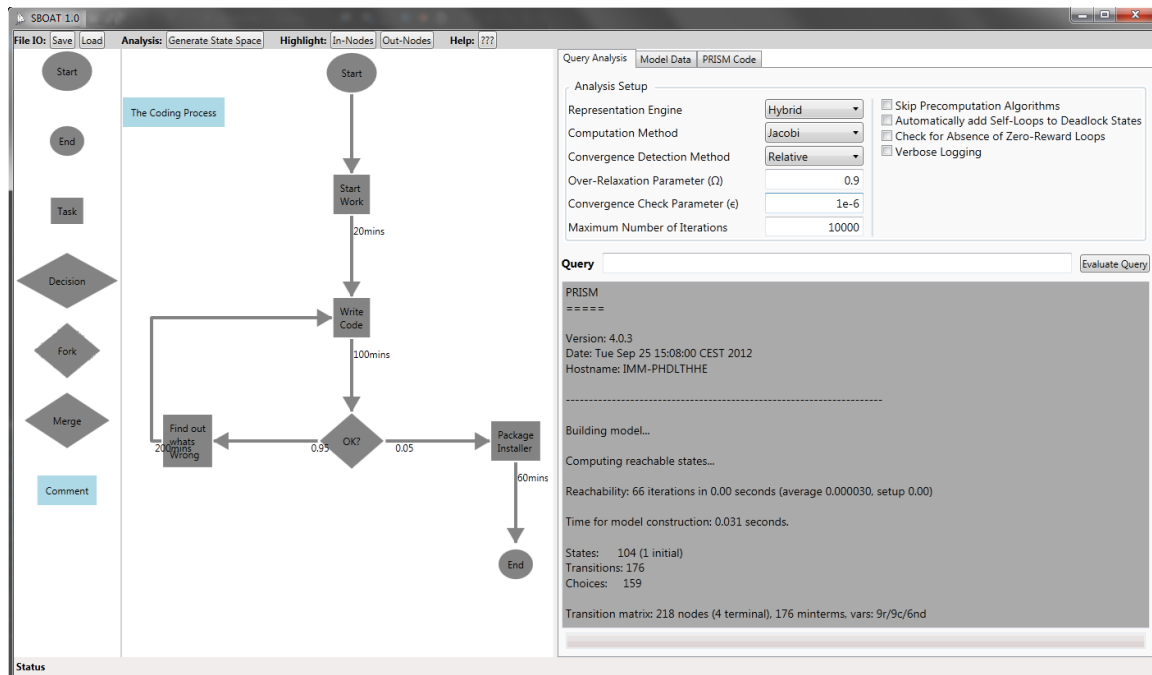 SBOAT 1.0
File IO: Save Load Analysis: Generate State Space Highlight: In-Nodes Out-Nodes Help: ???
Start
End
Task
Decision
Fork
Merge
Comment
The Coding Process
Start
Start
Work
20mins
Write
Code
100mins
OK?
0.95
0.05
Find out
whats
Wrong
200mins
Package
Installer
60mins
End
Query Analysis Model Data PRISM Code
Analysis Setup
Representation Engine Hybrid
Computation Method Jacobi
Convergence Detection Method Relative
Over-Relaxation Parameter (Ω) 0.9
Convergence Check Parameter (ϵ) 1e-6
Maximum Number of Iterations 10000
Skip Precomputation Algorithms
Automatically add Self-Loops to Deadlock States
Check for Absence of Zero-Reward Loops
Verbose Logging
Query Evaluate Query
PRISM
=====
Version: 4.0.3
Date: Tue Sep 25 15:08:00 CEST 2012
Hostname: IMM-PHDLTHHE
---------------------------------------------------------------------
Building model...
Computing reachable states...
Reachability: 66 iterations in 0.00 seconds (average 0.000030, setup 0.00)
Time for model construction: 0.031 seconds.
States: 104 (1 initial)
Transitions: 176
Choices: 159
Transition matrix: 218 nodes (4 terminal), 176 minterms, vars: 9r/9c/6nd
Status